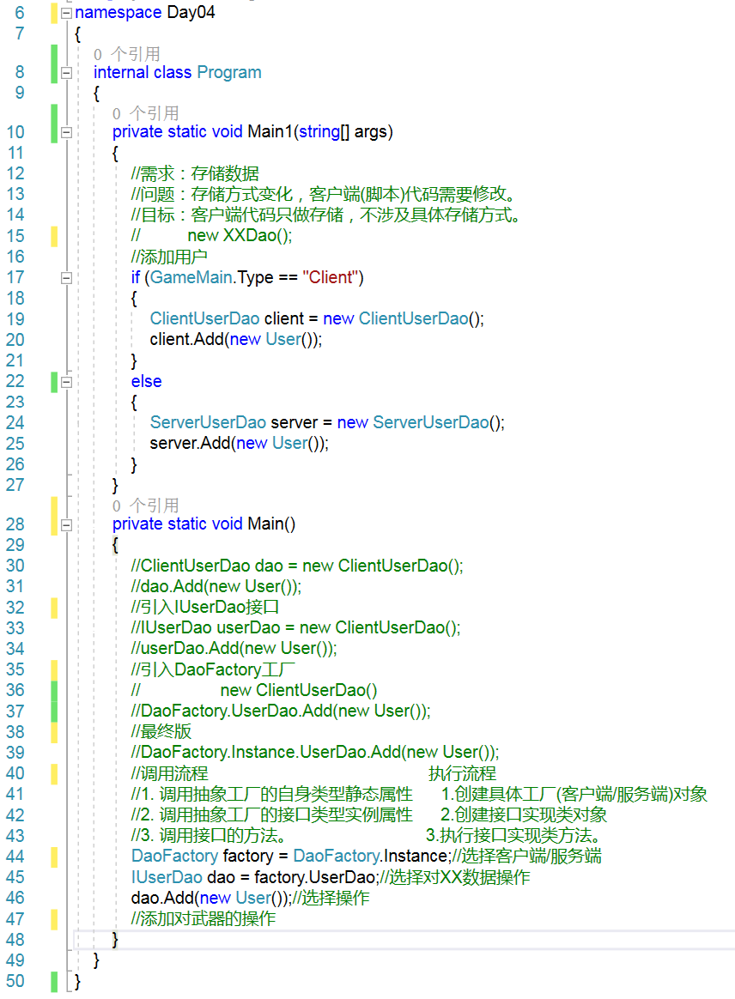 6 namespace Day04
7 {
0 个引用
8 internal class Program
9 {
0 个引用
10 private static void Main1(string[] args)
11 {
12 //需求：存储数据
13 //问题：存储方式变化，客户端(脚本)代码需要修改。
14 //目标：客户端代码只做存储，不涉及具体存储方式。
15 // new XXDao();
16 //添加用户
17 if (GameMain.Type == "Client")
18 {
19 ClientUserDao client = new ClientUserDao();
20 client.Add(new User());
21 }
22 else
23 {
24 ServerUserDao server = new ServerUserDao();
25 server.Add(new User());
26 }
27 }
0 个引用
28 private static void Main()
29 {
30 //ClientUserDao dao = new ClientUserDao();
31 //dao.Add(new User());
32 //引入IUserDao接口
33 //IUserDao userDao = new ClientUserDao();
34 //userDao.Add(new User());
35 //引入DaoFactory工厂
36 // new ClientUserDao()
37 //DaoFactory.UserDao.Add(new User());
38 //最终版
39 //DaoFactory.Instance.UserDao.Add(new User());
40 //调用流程 执行流程
41 //1. 调用抽象工厂的自身类型静态属性 1.创建具体工厂(客户端/服务端)对象
42 //2. 调用抽象工厂的接口类型实例属性 2.创建接口实现类对象
43 //3. 调用接口的方法。 3.执行接口实现类方法。
44 DaoFactory factory = DaoFactory.Instance;//选择客户端/服务端
45 IUserDao dao = factory.UserDao;//选择对XX数据操作
46 dao.Add(new User());//选择操作
47 //添加对武器的操作
48 }
49 }
50 }